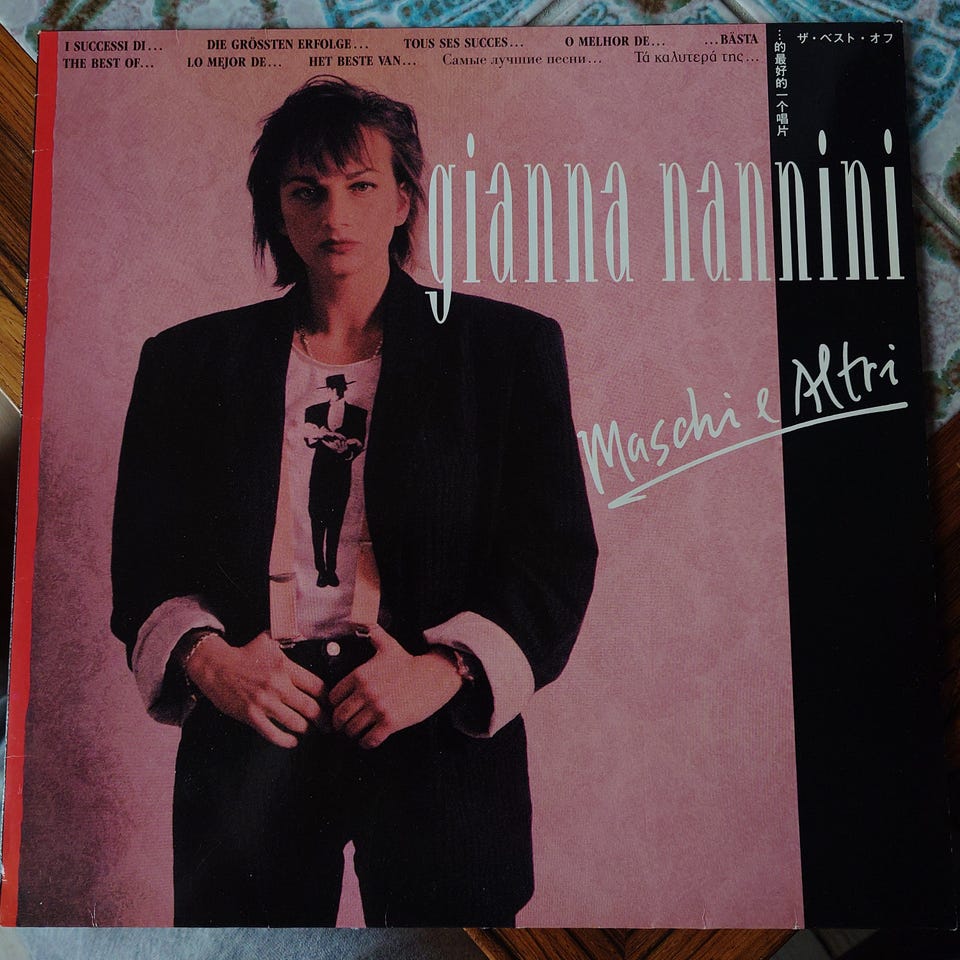 I SUCCESSI DI... DIE GRÖSSTEN ERFOLGE... TOUS SES SUCCES... O MELHOR DE... ...BÄSTA
THE BEST OF... LO MEJOR DE... HET BESTE VAN... Самые лучшие песни... Τά καλυτερά της...
...的最好的一个唱片
ザ・ベスト・オフ
gianna nannini
Maschi e Altri